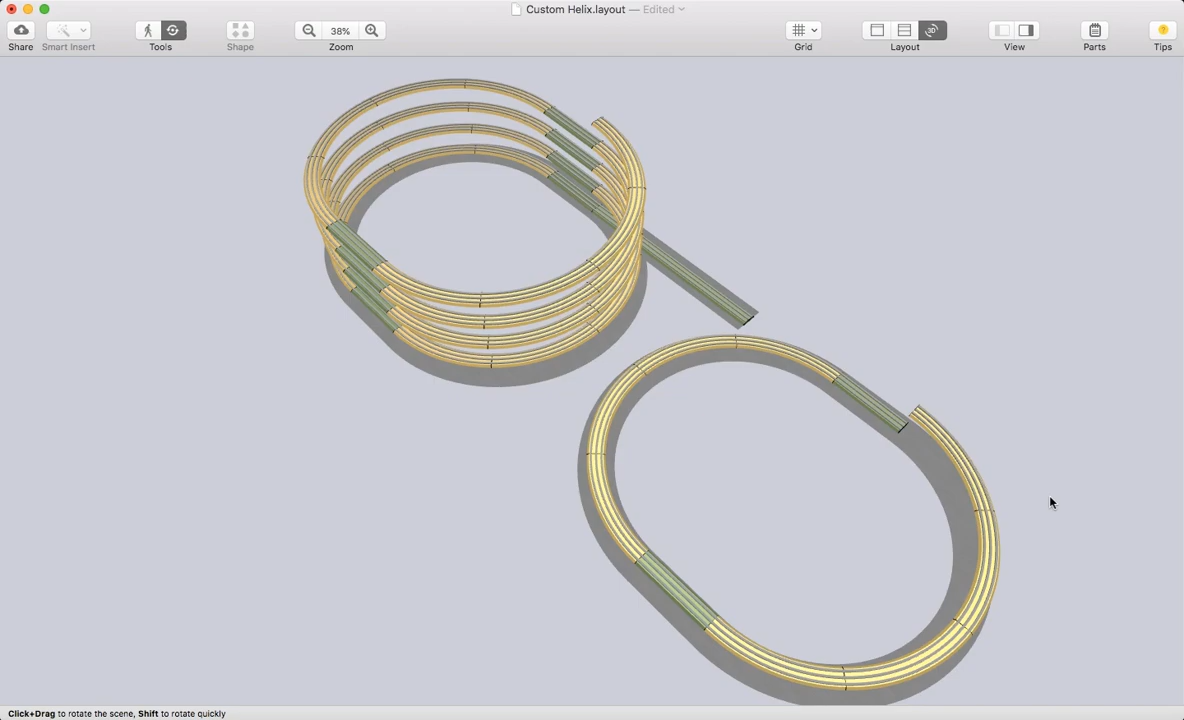 Custom Helix.layout — Edited
38%
Share
Smart Insert
Tools
Shape
Zoom
Grid
Layout
View
Parts
Tips
3D
Click+Drag to rotate the scene, Shift to rotate quickly